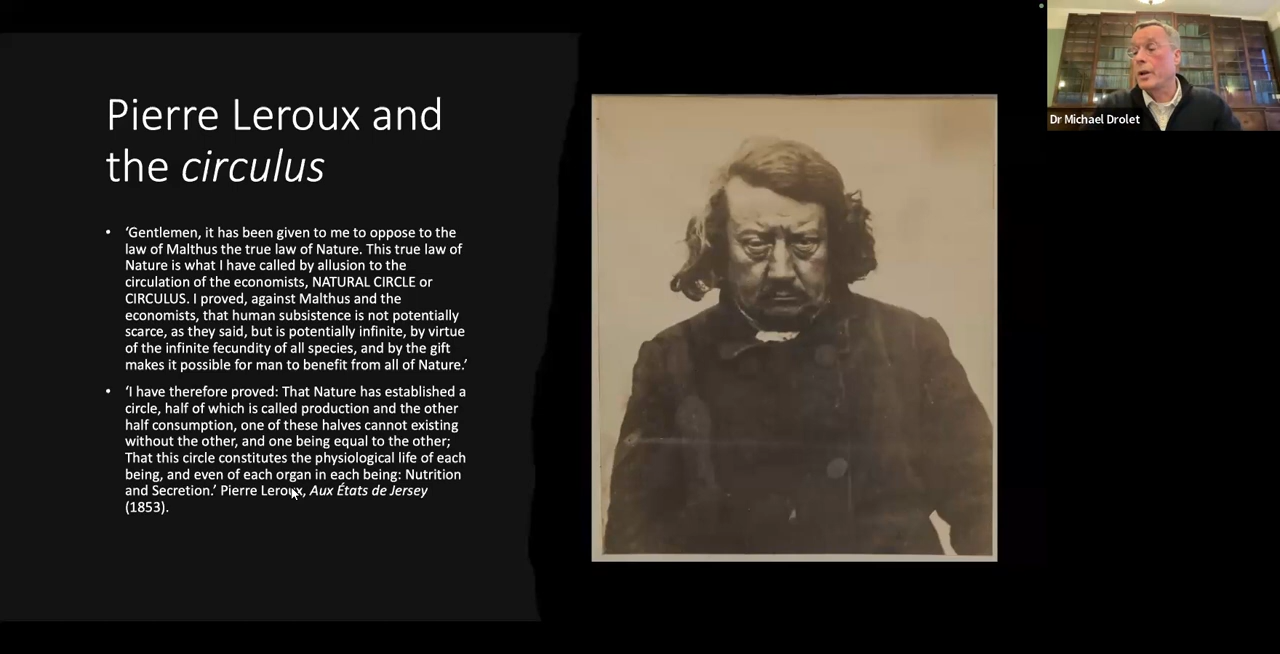 Pierre Leroux and
the circulus
• ‘Gentlemen, it has been given to me to oppose to the
law of Malthus the true law of Nature. This true law of
Nature is what I have called by allusion to the
circulation of the economists, NATURAL CIRCLE or
CIRCULUS. I proved, against Malthus and the
economists, that human subsistence is not potentially
scarce, as they said, but is potentially infinite, by virtue
of the infinite fecundity of all species, and by the gift
makes it possible for man to benefit from all of Nature.’
• ‘I have therefore proved: That Nature has established a
circle, half of which is called production and the other
half consumption, one of these halves cannot existing
without the other, and one being equal to the other;
That this circle constitutes the physiological life of each
being, and even of each organ in each being: Nutrition
and Secretion.’ Pierre Leroux, Aux États de Jersey
(1853).
Dr Michael Drolet